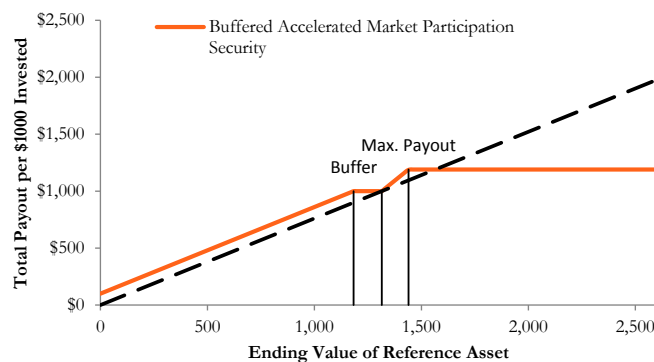 $2,500
Buffered Accelerated Market Participation
Security
$2,000
$1,500
Max. Payout
Buffer
$1,000
$500
$0
Total Payout per $1000 Invested
0
500
1,000
1,500
2,000
2,500
Ending Value of Reference Asset